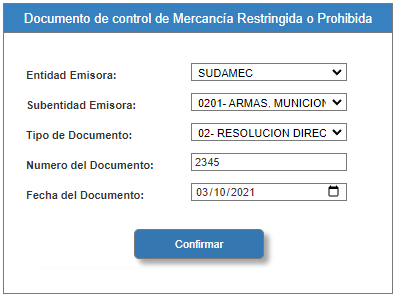 Documento de control de Mercancía Restringida o Prohibida
Entidad Emisora: SUDAMEC
Subentidad Emisora: 0201- ARMAS. MUNICION
Tipo de Documento: 02- RESOLUCION DIREC
Numero del Documento: 2345
Fecha del Documento: 03/10/2021
Confirmar